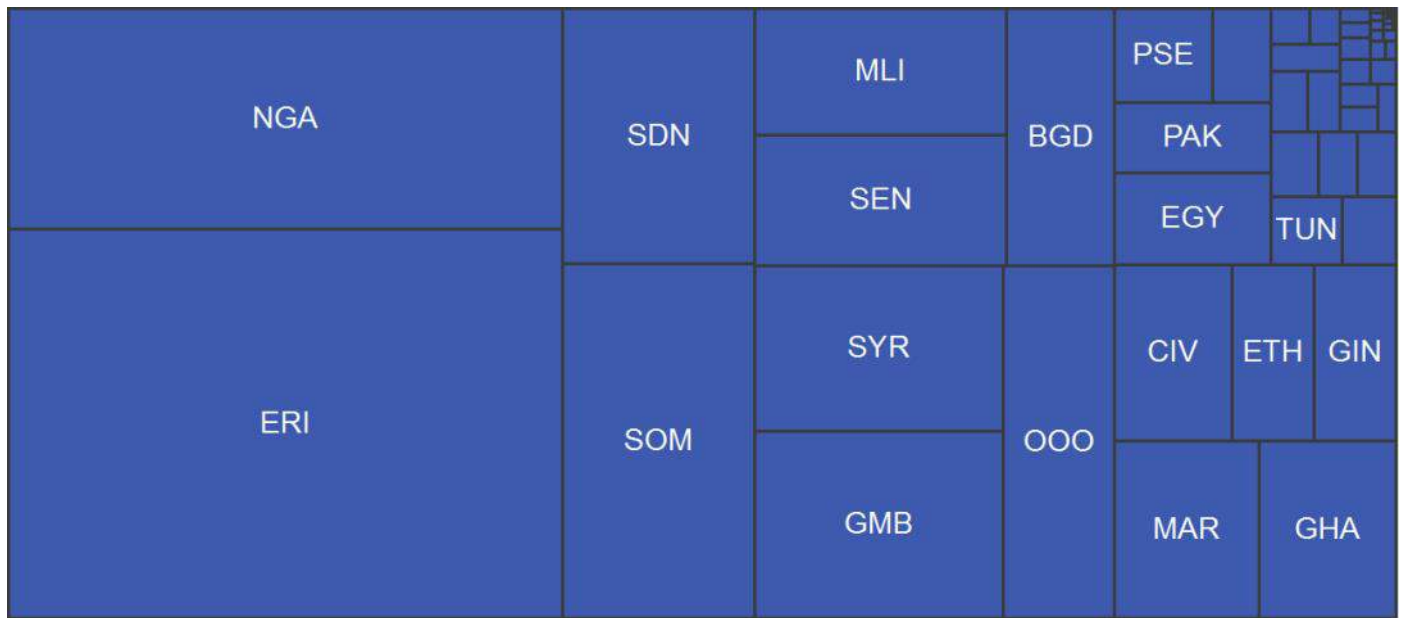 NGA
ERI
SDN
SOM
MLI
SEN
SYR
GMB
BGD
OOO
PSE
PAK
EGY
TUN
CIV
ETH
GIN
MAR
GHA